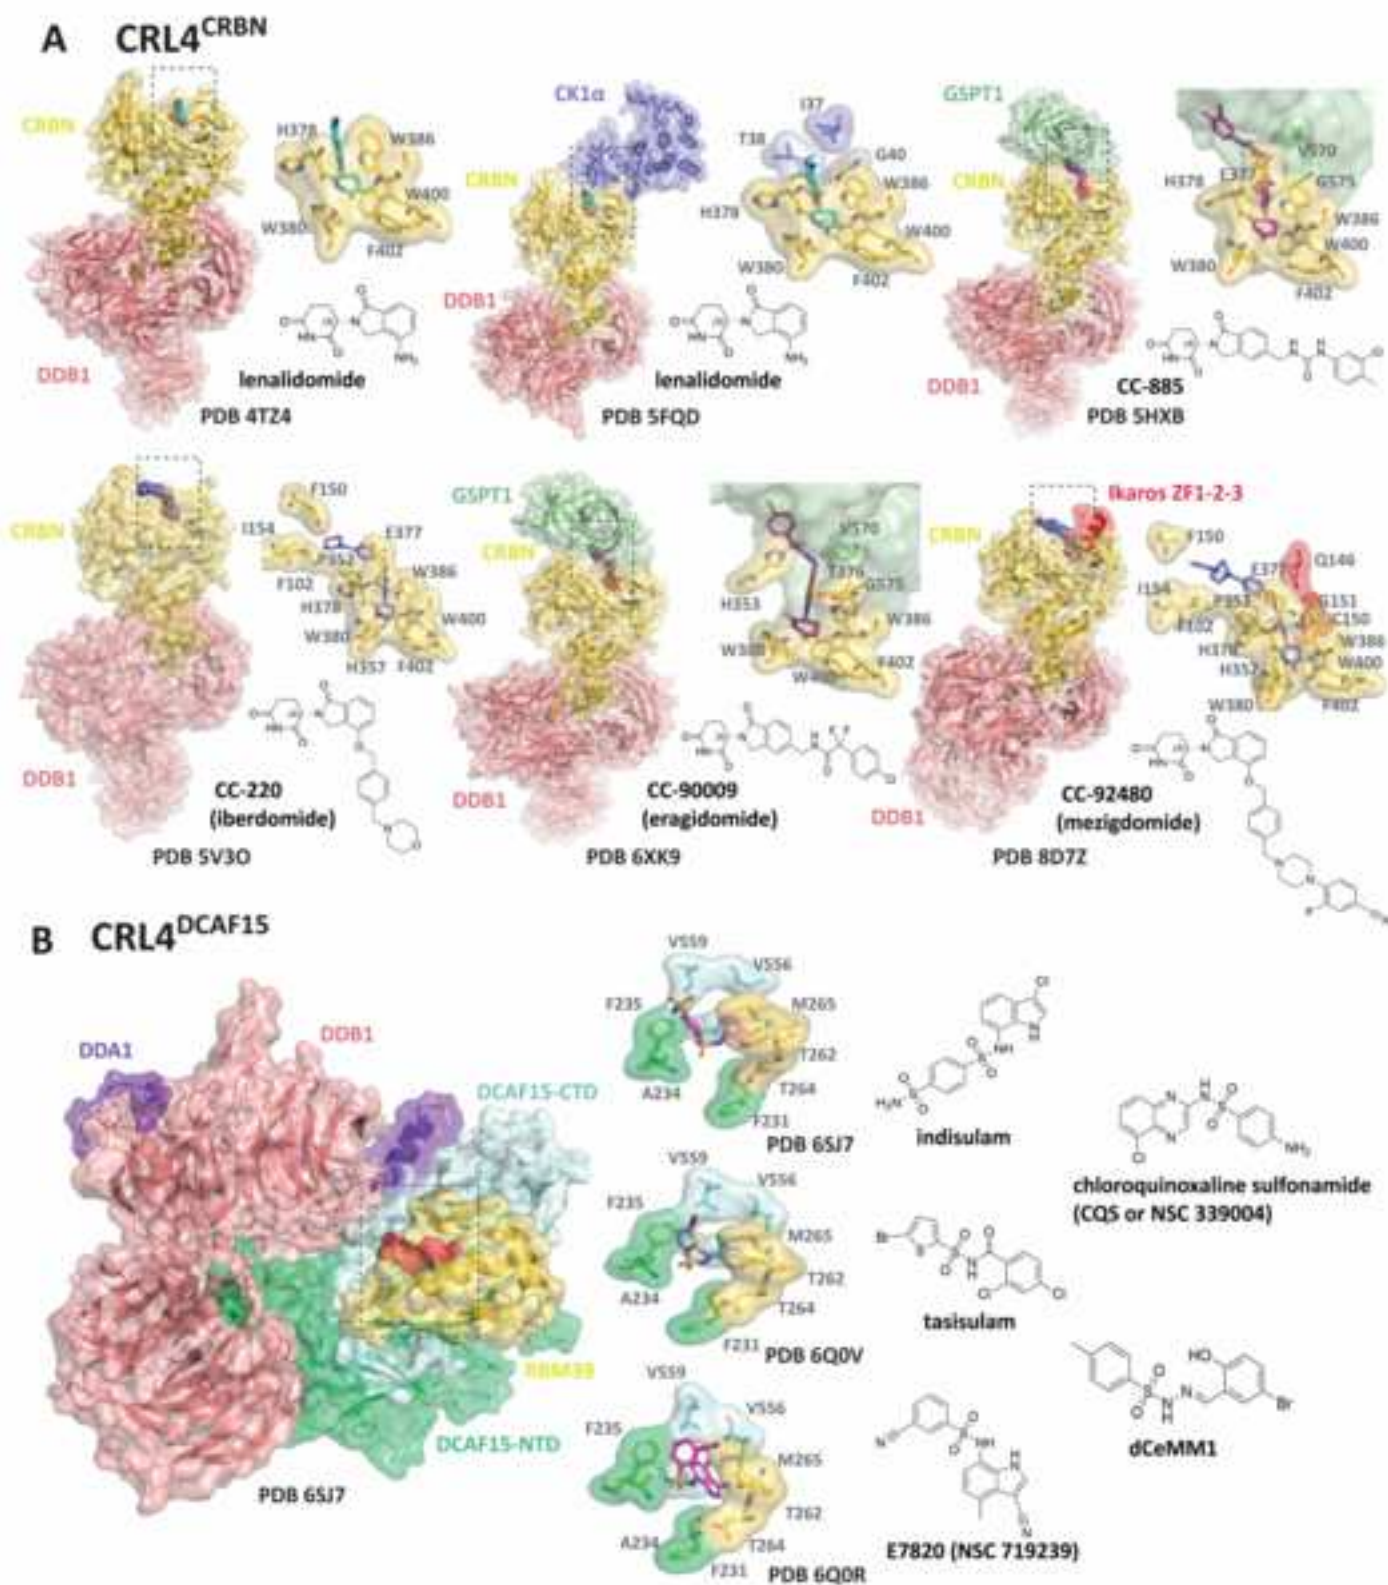 A CRL4CRBN
CRBN
H378
W386
W400
W380
F402
DDB1
lenalidomide
PDB 4TZ4
CK1α
CRBN
DDB1
I37
T38
G40
W386
H378
W400
W380
F402
lenalidomide
PDB 5FQD
GSPT1
CRBN
DDB1
V570
H378
E377
G575
W386
W400
W380
F402
CC-885
PDB 5HXB
CRBN
DDB1
F150
I154
E377
P352
F102
W386
H378
W400
W380
H357
F402
CC-220
(iberdomide)
PDB 5V3O
GSPT1
CRBN
DDB1
V570
T376
G575
H353
W386
W380
F402
CC-90009
(eragidomide)
PDB 6XK9
Ikaros ZF1-2-3
CRBN
DDB1
F150
Q146
I154
G151
C150
F102
W386
W400
W380
F402
CC-92480
(mezigdomide)
PDB 8D7Z
B CRL4DCAF15
DDA1
DDB1
DCAF15-CTD
RBM39
DCAF15-NTD
PDB 6SJ7
V559
V556
F235
M265
T262
A234
T264
F231
PDB 6SJ7
V559
V556
F235
M265
T262
A234
T264
F231
PDB 6Q0V
V559
V556
F235
M265
T262
A234
T264
F231
PDB 6Q0R
indisulam
chloroquinoxaline sulfonamide
(CQS or NSC 339004)
tasisulam
dCeMM1
E7820 (NSC 719239)